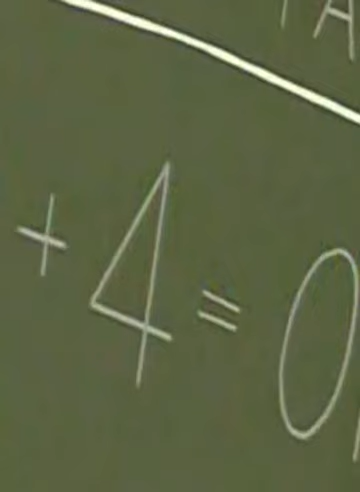 + 4 = 0